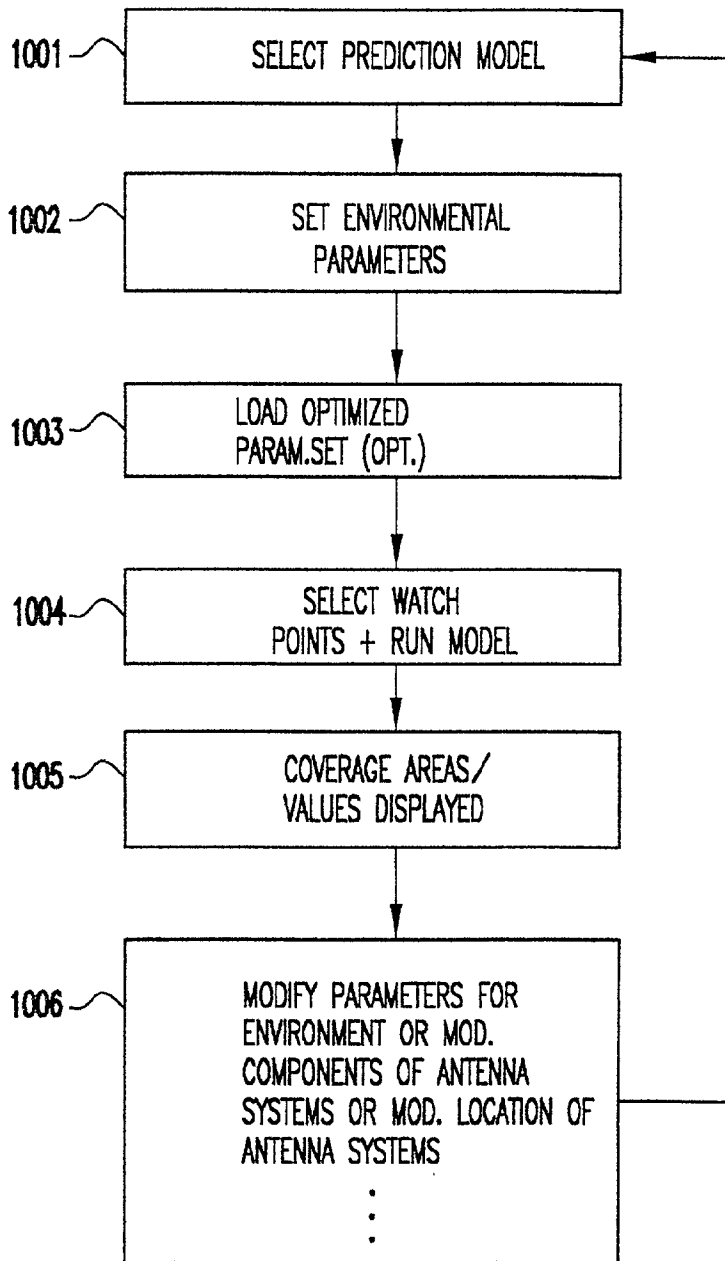 1001
SELECT PREDICTION MODEL
1002
SET ENVIRONMENTAL
PARAMETERS
1003
LOAD OPTIMIZED
PARAM.SET (OPT.)
1004
SELECT WATCH
POINTS + RUN MODEL
1005
COVERAGE AREAS/
VALUES DISPLAYED
1006
MODIFY PARAMETERS FOR
ENVIRONMENT OR MOD.
COMPONENTS OF ANTENNA
SYSTEMS OR MOD. LOCATION OF
ANTENNA SYSTEMS